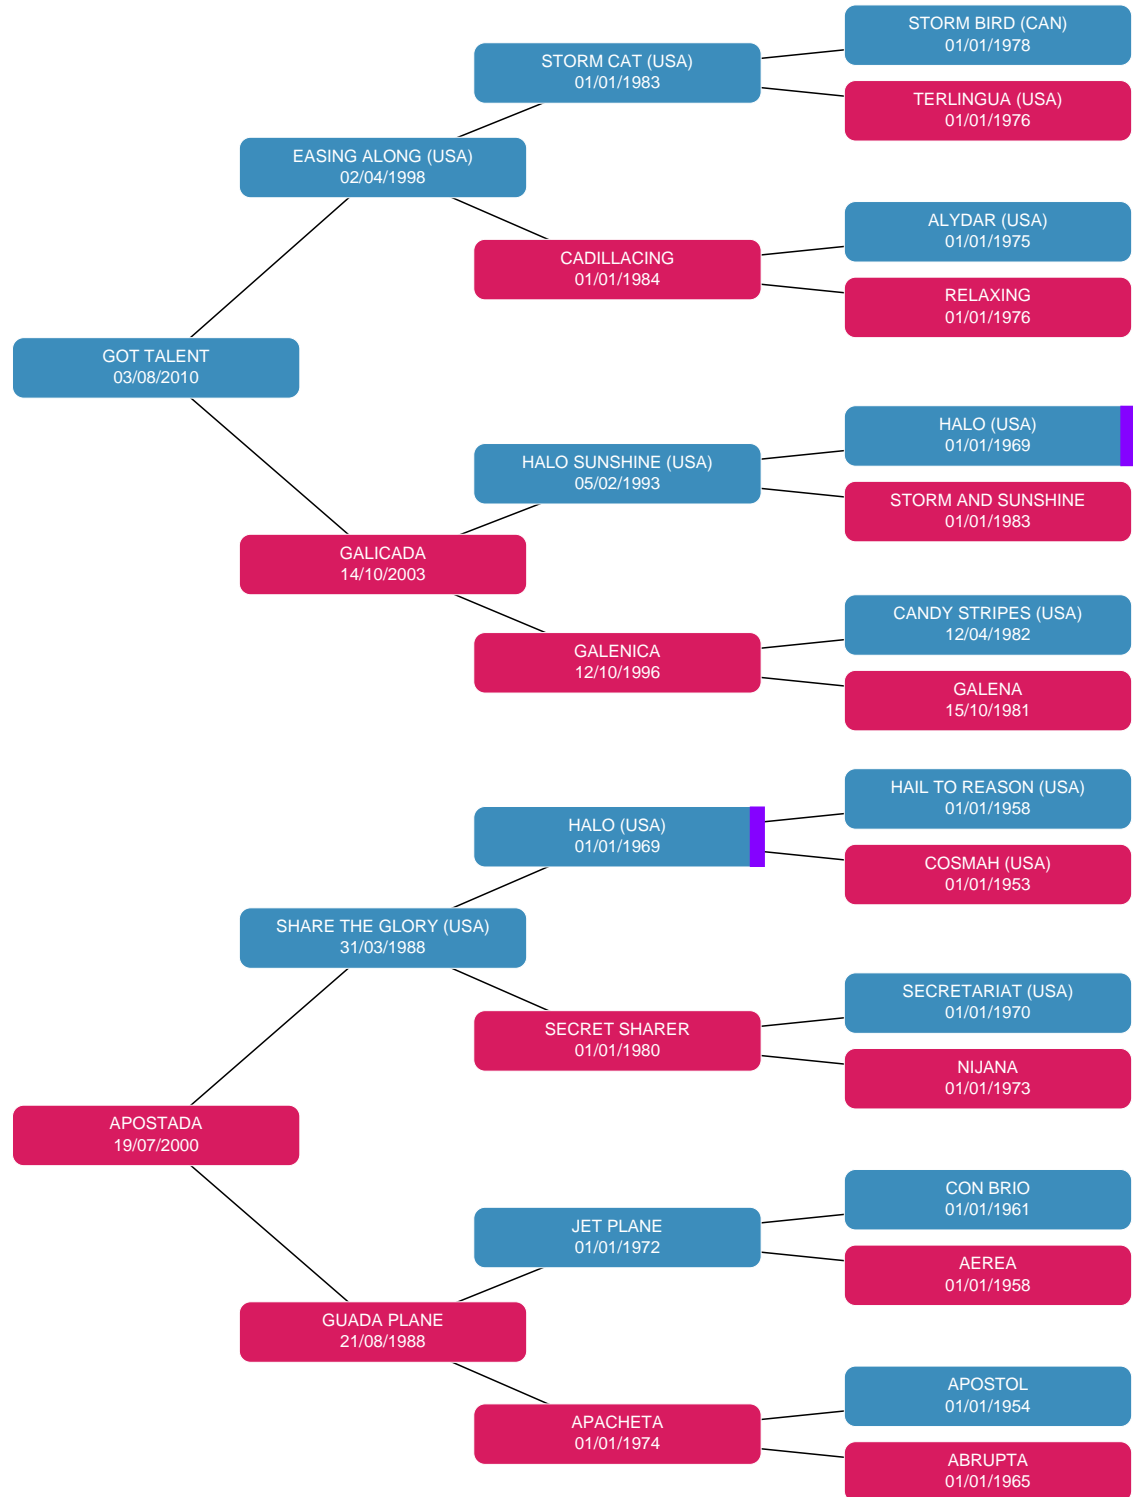 STORM BIRD (CAN)
01/01/1978
STORM CAT (USA)
01/01/1983
TERLINGUA (USA)
01/01/1976
EASING ALONG (USA)
02/04/1998
ALYDAR (USA)
01/01/1975
CADILLACING
01/01/1984
RELAXING
01/01/1976
GOT TALENT
03/08/2010
HALO (USA)
01/01/1969
HALO SUNSHINE (USA)
05/02/1993
STORM AND SUNSHINE
01/01/1983
GALICADA
14/10/2003
CANDY STRIPES (USA)
12/04/1982
GALENICA
12/10/1996
GALENA
15/10/1981
HAIL TO REASON (USA)
01/01/1958
HALO (USA)
01/01/1969
COSMAH (USA)
01/01/1953
SHARE THE GLORY (USA)
31/03/1988
SECRETARIAT (USA)
01/01/1970
SECRET SHARER
01/01/1980
NIJANA
01/01/1973
APOSTADA
19/07/2000
CON BRIO
01/01/1961
JET PLANE
01/01/1972
AEREA
01/01/1958
GUADA PLANE
21/08/1988
APOSTOL
01/01/1954
APACHETA
01/01/1974
ABRUPTA
01/01/1965